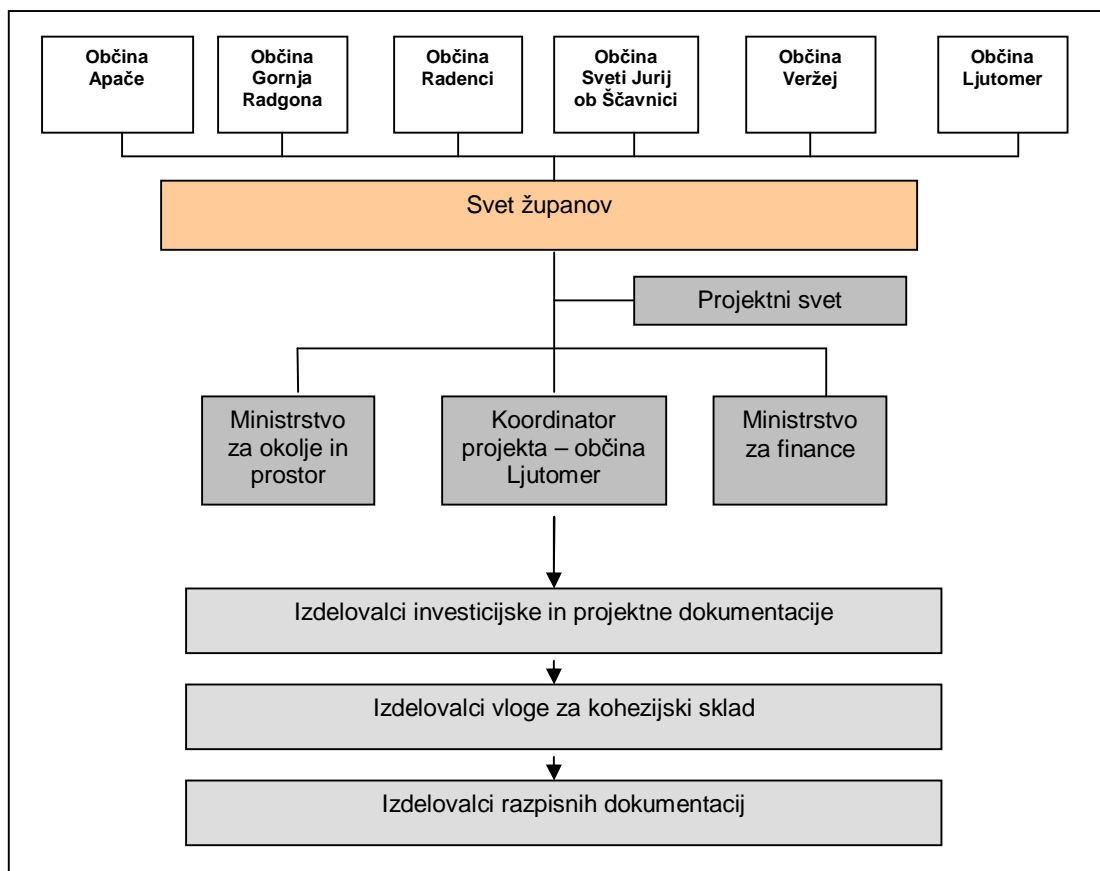 Občina
Apače
Občina
Gornja
Radgona
Občina
Radenci
Občina
Sveti Jurij
ob Ščavnici
Občina
Veržej
Občina
Ljutomer
Svet županov
Projektni svet
Ministrstvo
za okolje in
prostor
Koordinator
projekta – občina
Ljutomer
Ministrstvo
za finance
Izdelovalci investicijske in projektne dokumentacije
Izdelovalci vloge za kohezijski sklad
Izdelovalci razpisnih dokumentacij